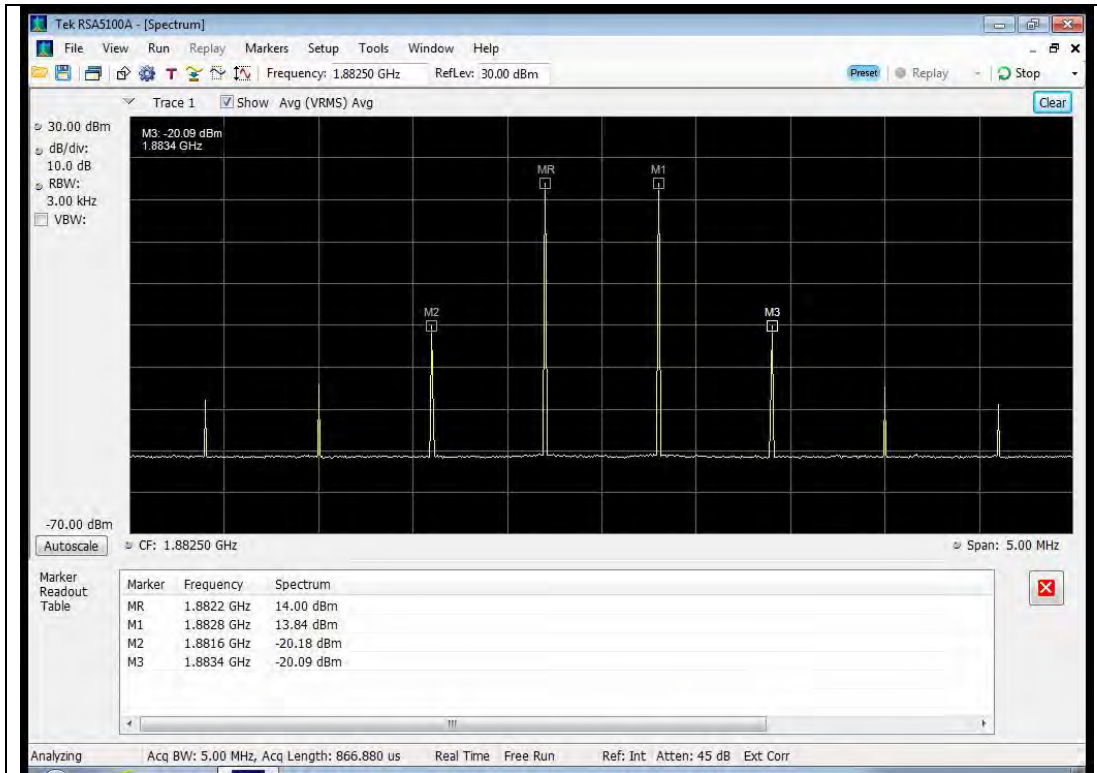 Tek RSA5100A - [Spectrum]
File View Run Replay Markers Setup Tools Window Help
T Frequency: 1.88250 GHz RefLev: 30.00 dBm Preset Replay Stop
Trace 1 Show Avg (VRMS) Avg Clear
30.00 dBm
dB/div:
10.0 dB
RBW:
3.00 kHz
VBW:
M3: -20.09 dBm
1.8834 GHz
MR M1
M2 M3
-70.00 dBm
Autoscale CF: 1.88250 GHz Span: 5.00 MHz
Marker
Readout
Table
Marker Frequency Spectrum
MR 1.8822 GHz 14.00 dBm
M1 1.8828 GHz 13.84 dBm
M2 1.8816 GHz -20.18 dBm
M3 1.8834 GHz -20.09 dBm
Analyzing Acq BW: 5.00 MHz, Acq Length: 866.880 us Real Time Free Run Ref: Int Atten: 45 dB Ext Corr